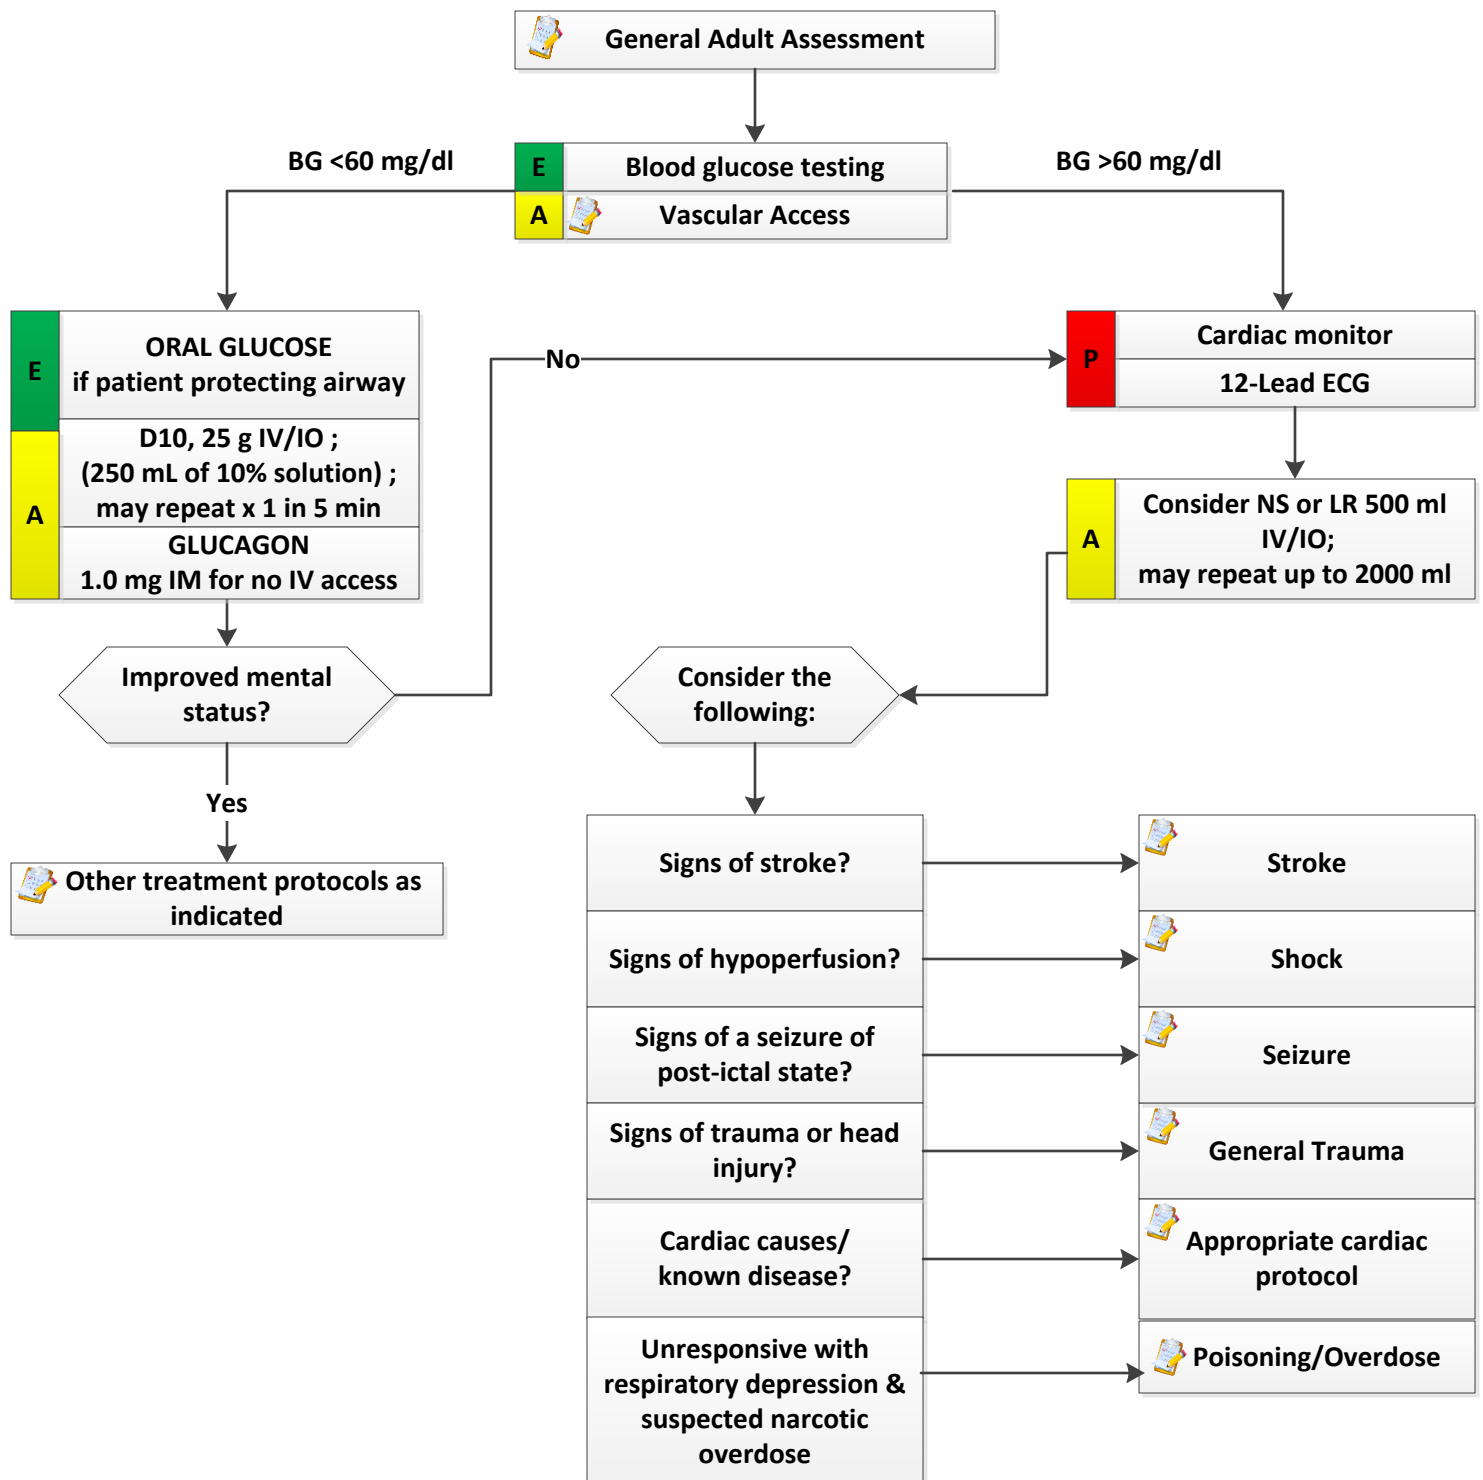 General Adult Assessment
BG <60 mg/dl
E
Blood glucose testing
BG >60 mg/dl
A
Vascular Access
E
ORAL GLUCOSE
if patient protecting airway
A
D10, 25 g IV/IO ;
(250 mL of 10% solution) ;
may repeat x 1 in 5 min
GLUCAGON
1.0 mg IM for no IV access
No
P
Cardiac monitor
12-Lead ECG
A
Consider NS or LR 500 ml
IV/IO;
may repeat up to 2000 ml
Improved mental
status?
Yes
Other treatment protocols as
indicated
Consider the
following:
Signs of stroke?
Stroke
Signs of hypoperfusion?
Shock
Signs of a seizure of
post-ictal state?
Seizure
Signs of trauma or head
injury?
General Trauma
Cardiac causes/
known disease?
Appropriate cardiac
protocol
Unresponsive with
respiratory depression &
suspected narcotic
overdose
Poisoning/Overdose